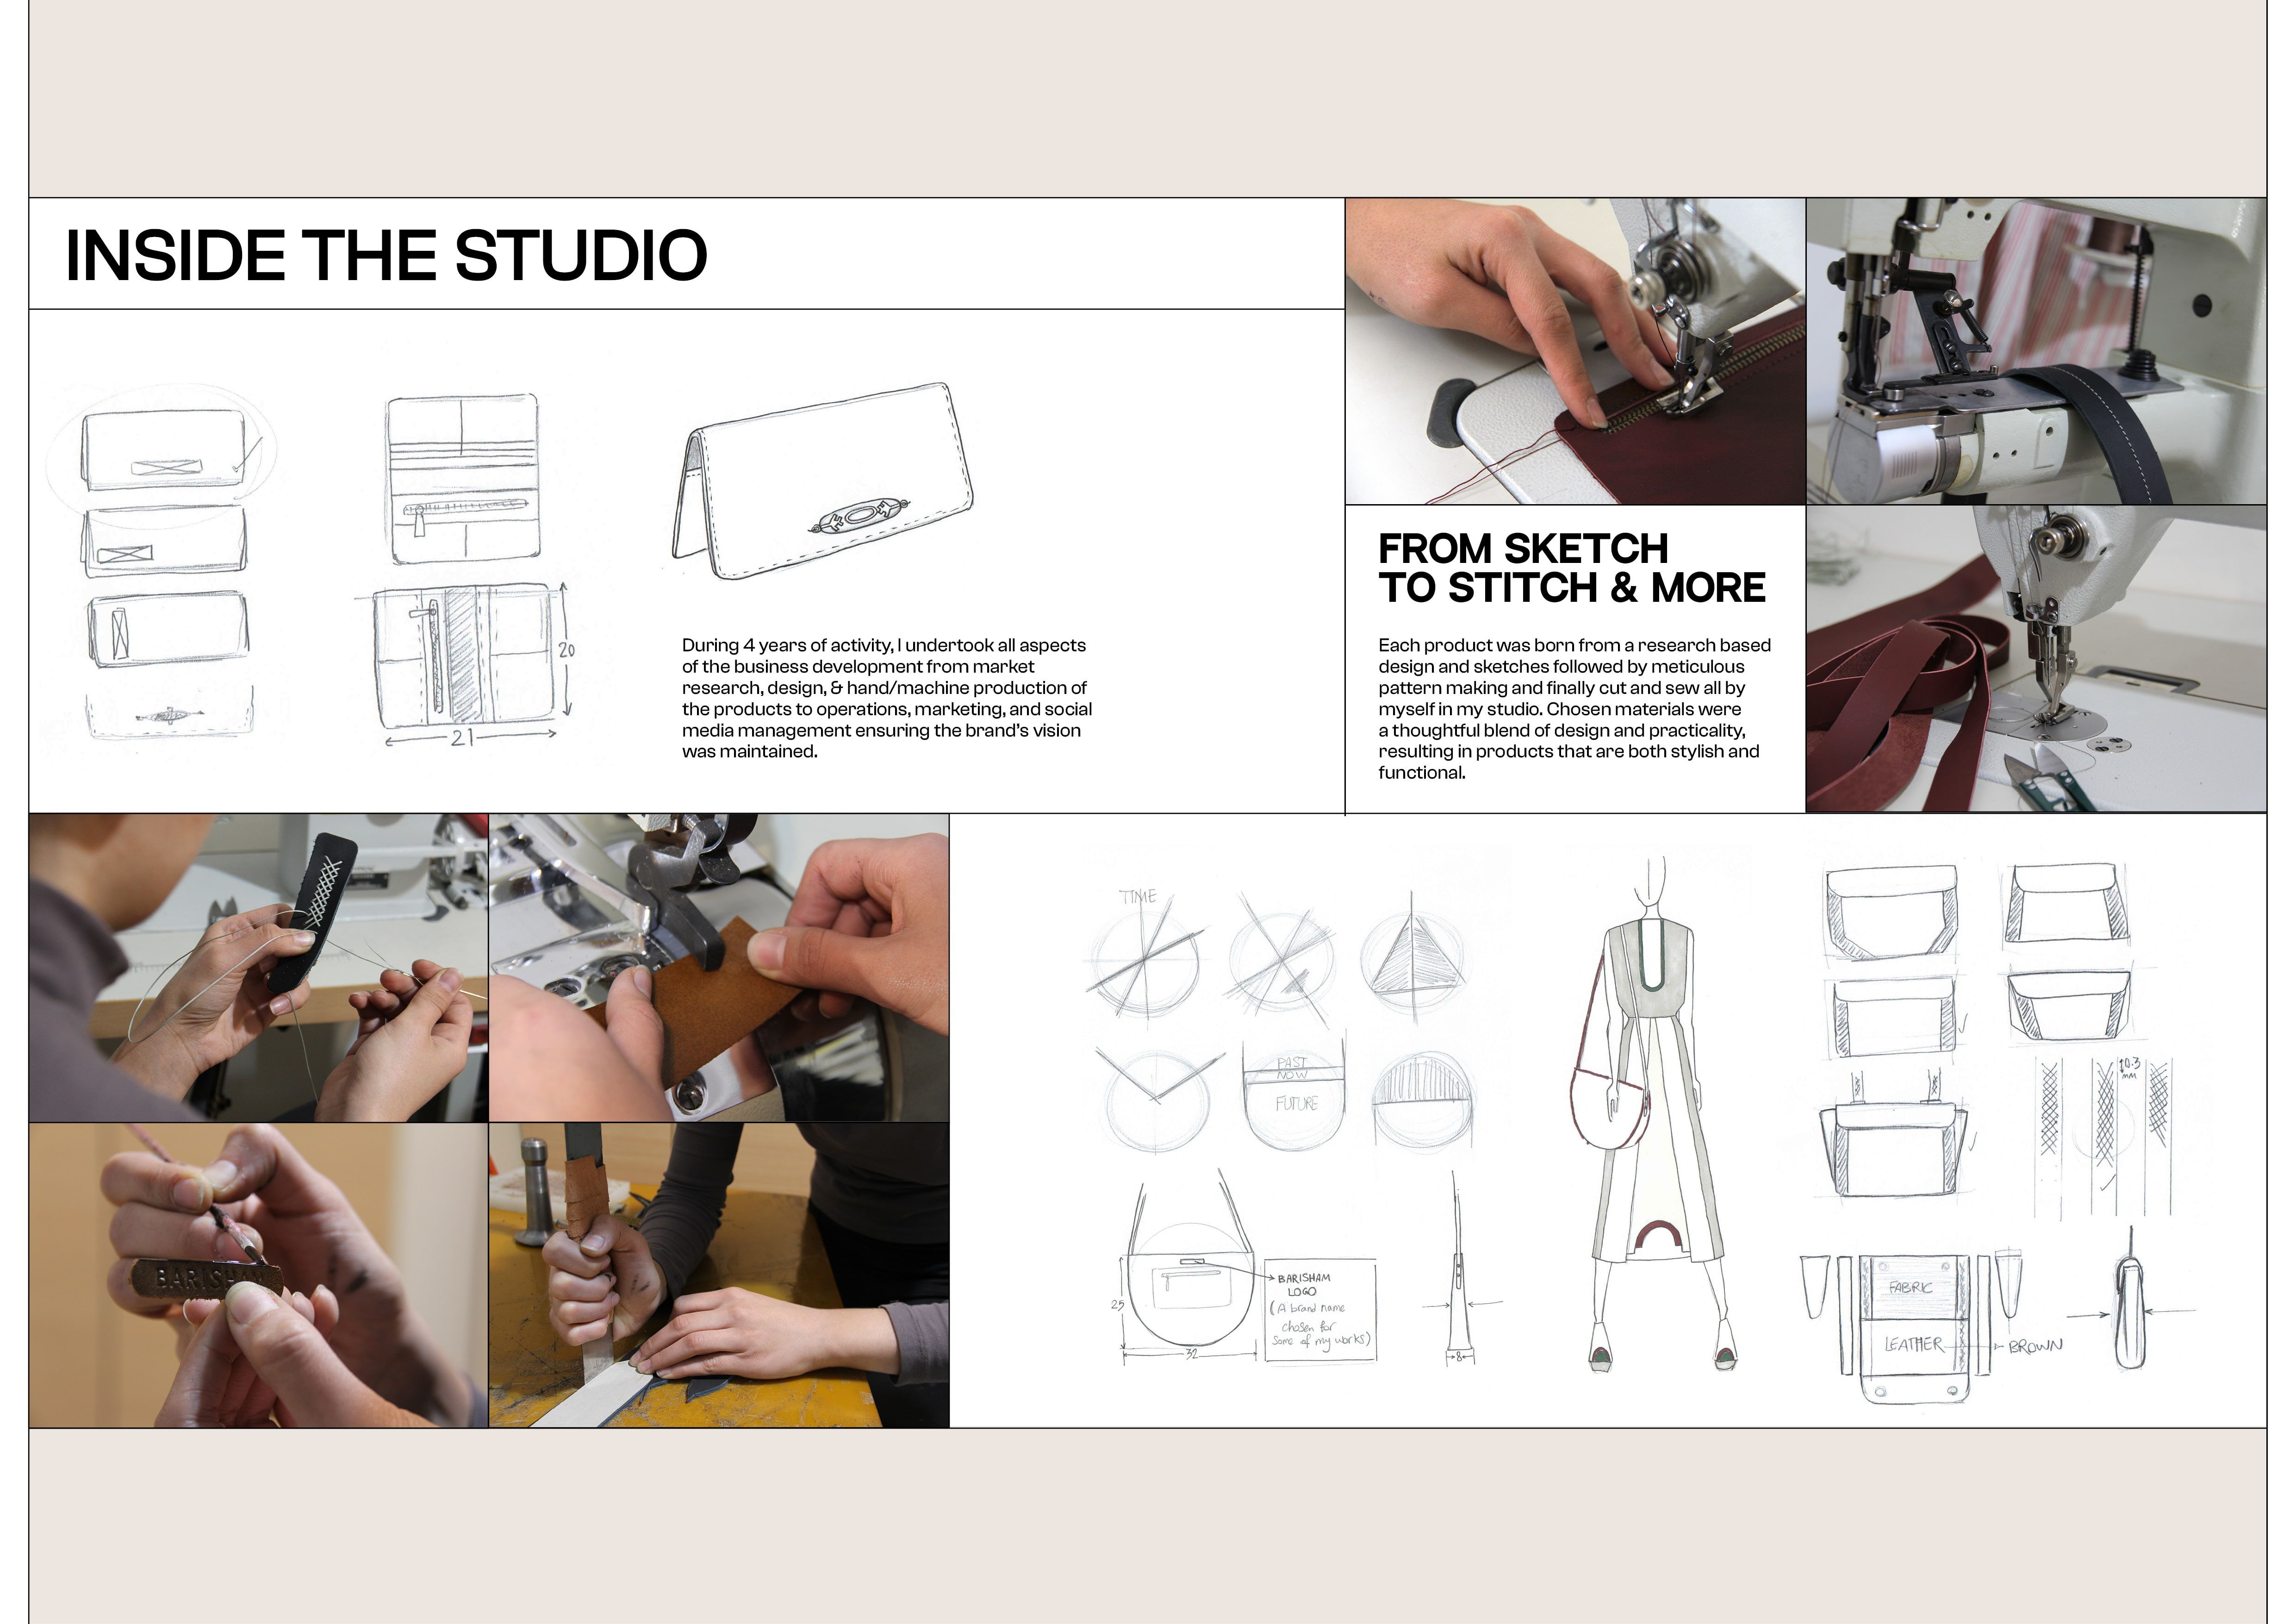 INSIDE THE STUDIO
20
21
During 4 years of activity, I undertook all aspects
of the business development from market
research, design, & hand/machine production of
the products to operations, marketing, and social
media management ensuring the brand's vision
was maintained.
FROM SKETCH
TO STITCH & MORE
Each product was born from a research based
design and sketches followed by meticulous
pattern making and finally cut and sew all by
myself in my studio. Chosen materials were
a thoughtful blend of design and practicality,
resulting in products that are both stylish and
functional.
BARISHAM
TIME
PAST
NOW
FUTURE
25
32
BARISHAM
LOGO
(A brand name
chosen for
some of my works)
8
10.3
mm
FABRIC
LEATHER
BROWN